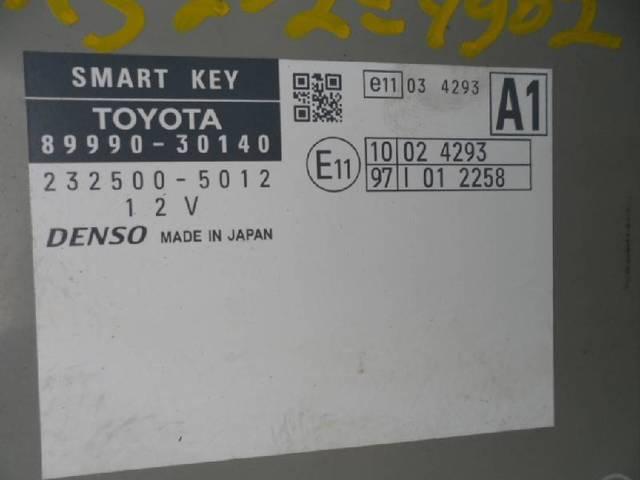 SMART KEY
TOYOTA
89990-30140
232500-5012
12V
DENSO MADE IN JAPAN
e11 03 4293
A1
E11
10 02 4293
97 I 01 2258